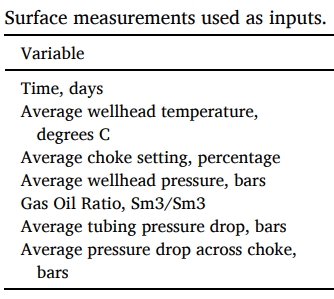 Surface measurements used as inputs.
Variable
Time, days
Average wellhead temperature,
degrees C
Average choke setting, percentage
Average wellhead pressure, bars
Gas Oil Ratio, Sm3/Sm3
Average tubing pressure drop, bars
Average pressure drop across choke,
bars